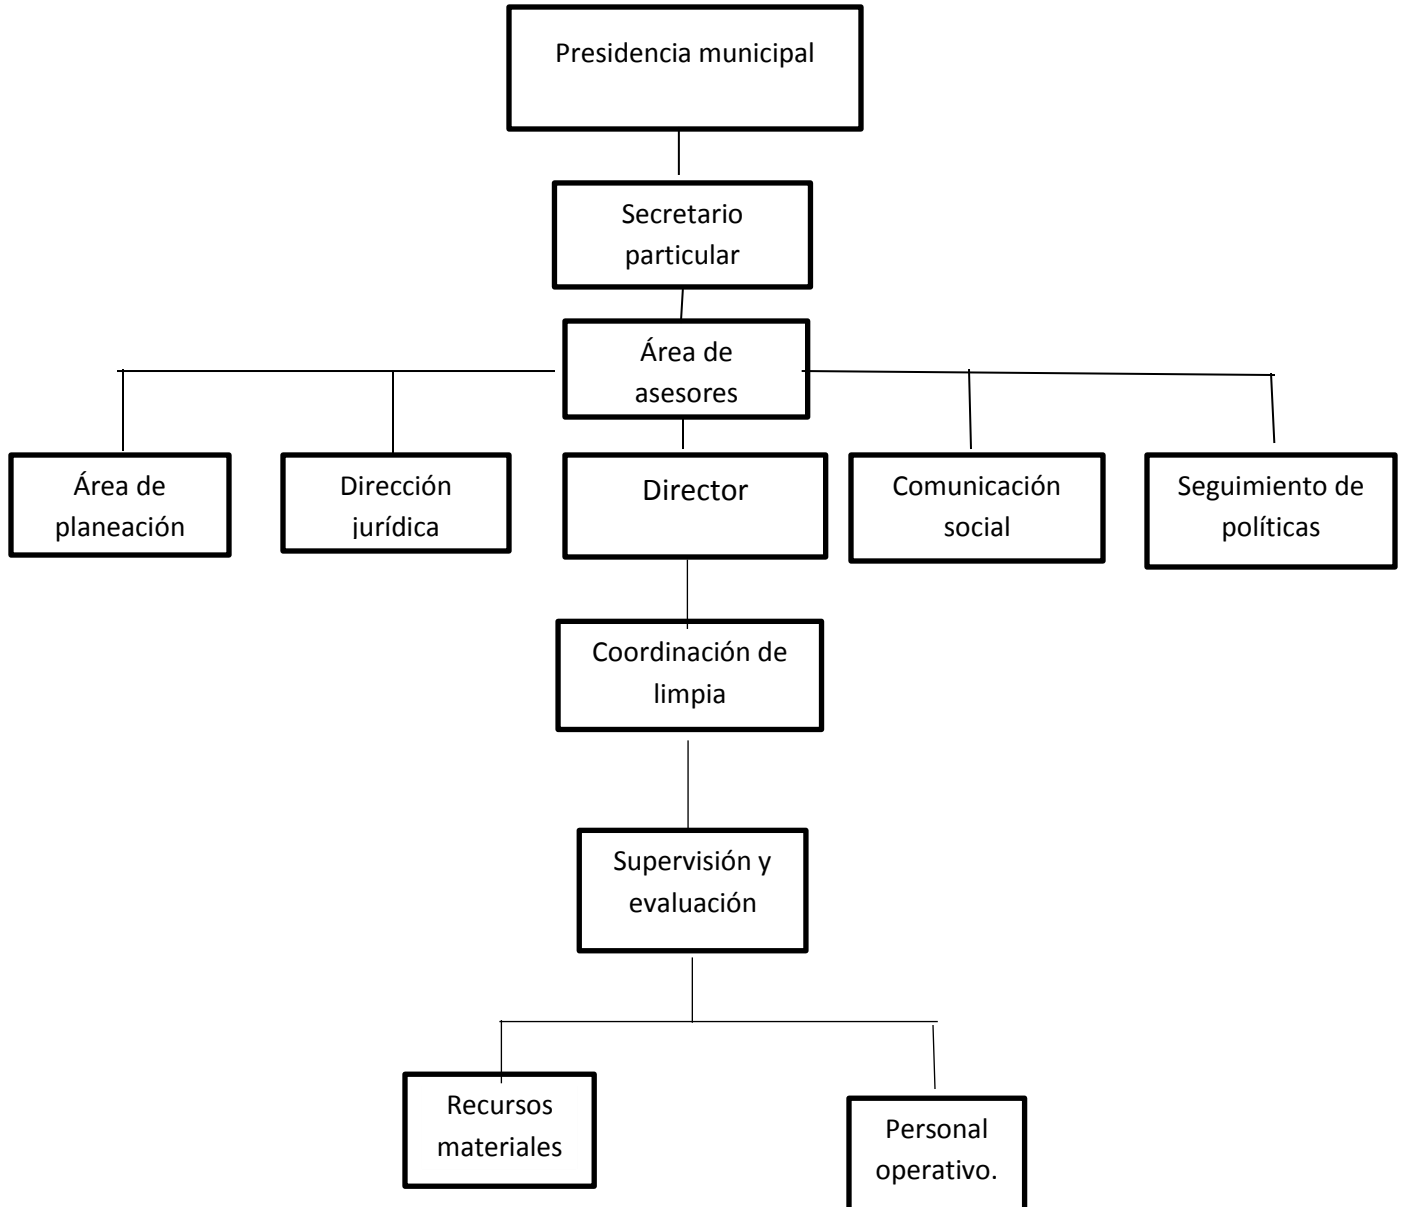 Presidencia municipal
Secretario
particular
Área de
asesores
Área de
planeación
Dirección
jurídica
Director
Comunicación
social
Seguimiento de
políticas
Coordinación de
limpia
Supervisión y
evaluación
Recursos
materiales
Personal
operativo.